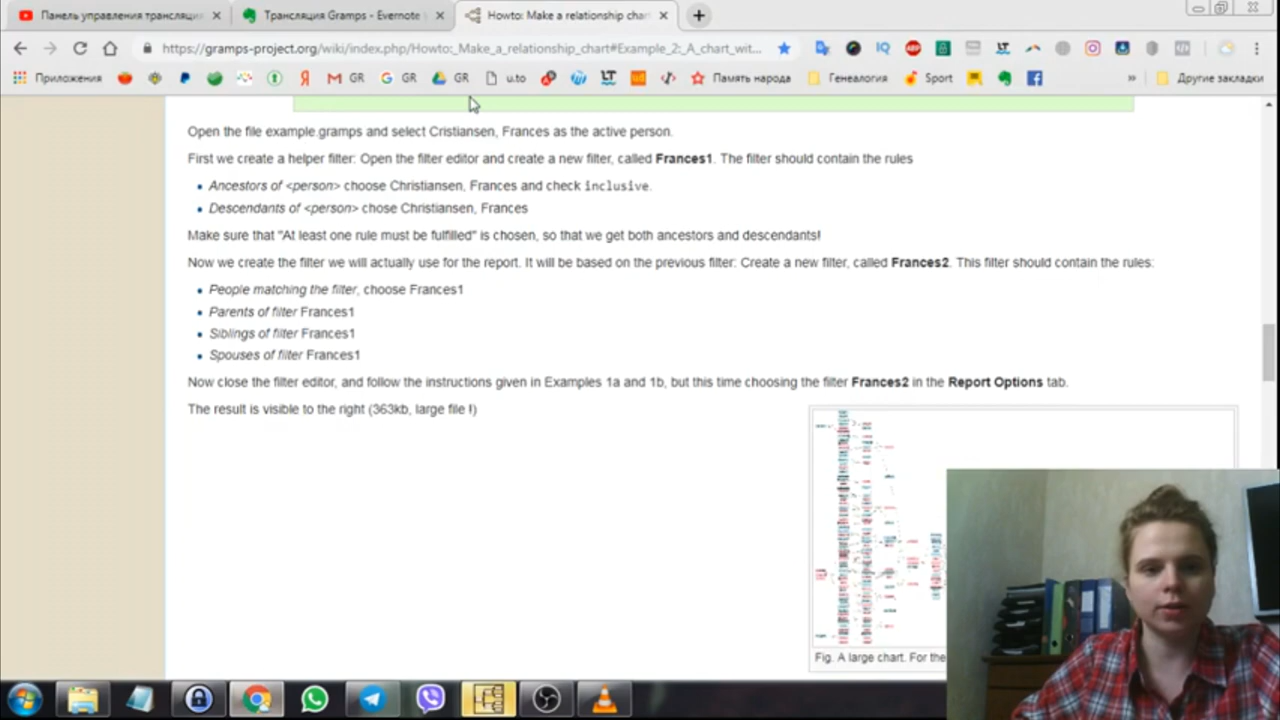 Панель управления трансляци
Трансляция Gramps - Evernote
Howto: Make a relationship char
https://gramps-project.org/wiki/index.php/Howto:_Make_a_relationship_chart#Example_2:_A_chart_wit...
IQ
ABP
LT
Приложения
GR
GR
GR
u.to
LT
Память народа
Генеалогия
Sport
»
Другие закладки
Open the file example.gramps and select Cristiansen, Frances as the active person.
First we create a helper filter: Open the filter editor and create a new filter, called Frances1. The filter should contain the rules
Ancestors of <person> choose Christiansen, Frances and check inclusive.
Descendants of <person> chose Christiansen, Frances
Make sure that "At least one rule must be fulfilled" is chosen, so that we get both ancestors and descendants!
Now we create the filter we will actually use for the report. It will be based on the previous filter: Create a new filter, called Frances2. This filter should contain the rules:
People matching the filter, choose Frances1
Parents of filter Frances1
Siblings of filter Frances1
Spouses of filter Frances1
Now close the filter editor, and follow the instructions given in Examples 1a and 1b, but this time choosing the filter Frances2 in the Report Options tab.
The result is visible to the right (363kb, large file !)
Fig. A large chart. For the